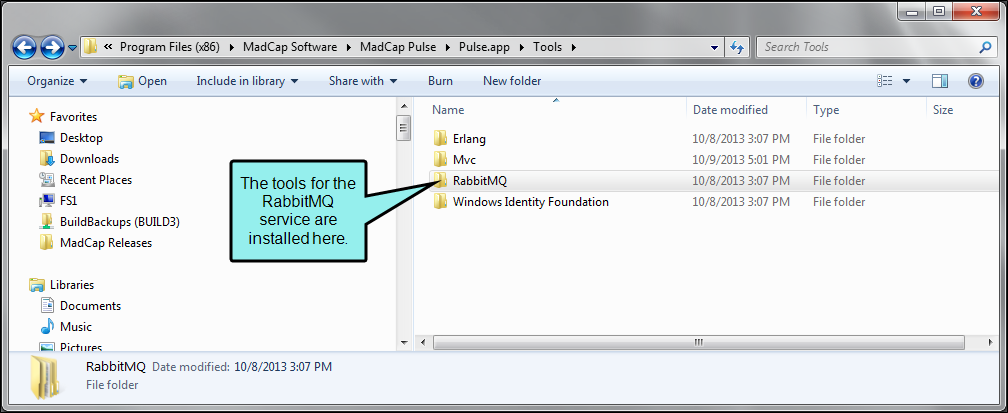 « Program Files (x86) ▸ MadCap Software ▸ MadCap Pulse ▸ Pulse.app ▸ Tools ▸
Search Tools
Organize Open Include in library Share with Burn New folder
Name Date modified Type Size
Favorites
Desktop
Downloads
Recent Places
FS1
BuildBackups (BUILD3)
MadCap Releases
Libraries
Documents
Music
Pictures
Erlang 10/8/2013 3:07 PM File folder
Mvc 10/9/2013 5:01 PM File folder
RabbitMQ 10/8/2013 3:07 PM File folder
Windows Identity Foundation 10/8/2013 3:07 PM File folder
The tools for the
RabbitMQ
service are
installed here.
RabbitMQ Date modified: 10/8/2013 3:07 PM
File folder